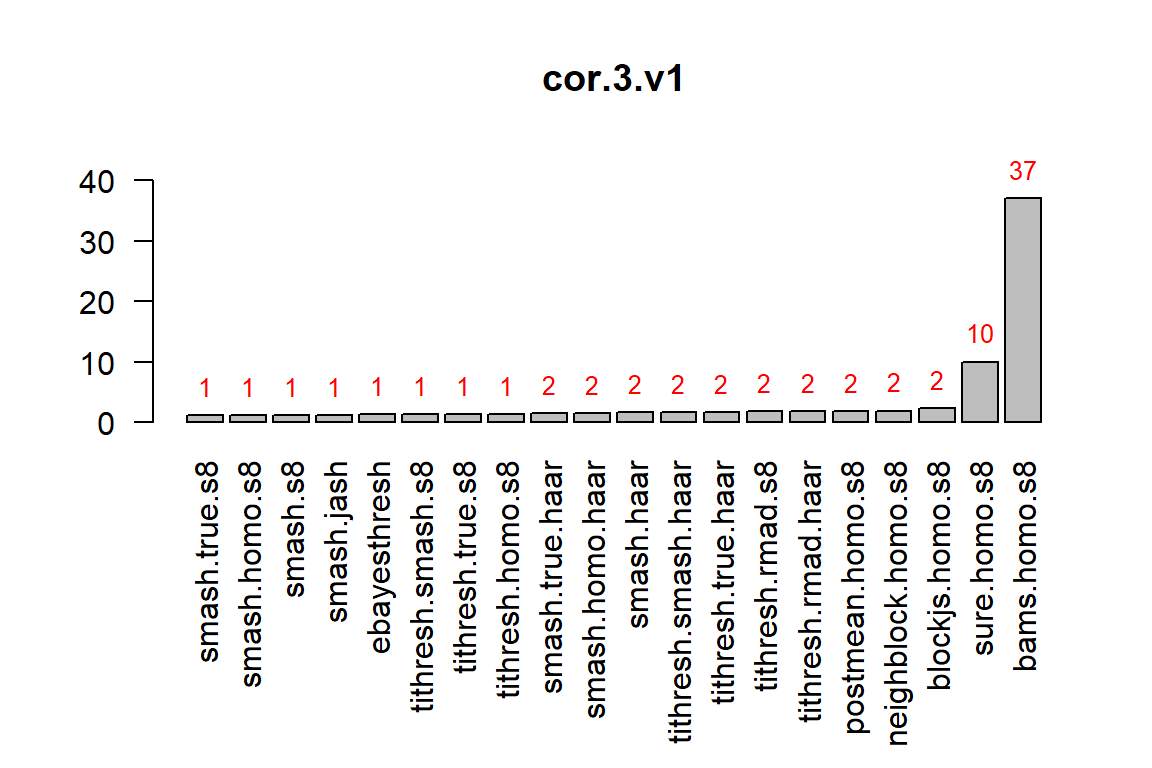 cor.3.v1
40
30
20
10
0
1 1 1 1 1 1 1 1 2 2 2 2 2 2 2 2 2 2 10 37
smash.true.s8
smash.homo.s8
smash.s8
smash.jash
ebayesthresh
tithresh.smash.s8
tithresh.true.s8
tithresh.homo.s8
smash.true.haar
smash.homo.haar
smash.haar
tithresh.smash.haar
tithresh.true.haar
tithresh.rmad.s8
tithresh.rmad.haar
postmean.homo.s8
neighblock.homo.s8
blockjs.homo.s8
sure.homo.s8
bams.homo.s8